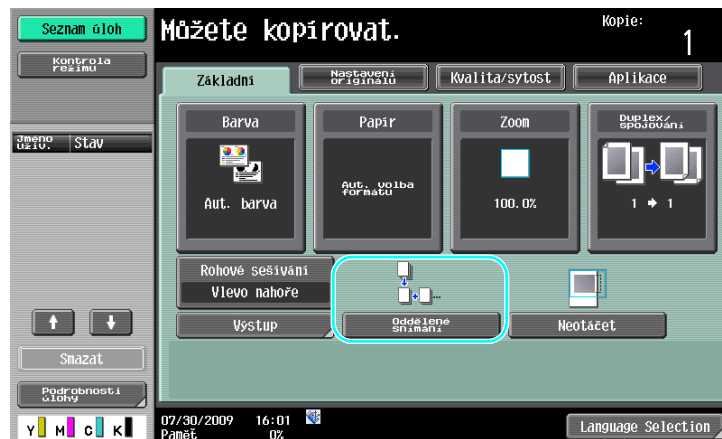 Seznam úloh
Můžete kopírovat.
Kopie:
1
Kontrola
režimu
Základní
Nastavení
originálu
Kvalita/sytost
Aplikace
Jméno
uživ.
Stav
Barva
Papír
Zoom
Duplex/
spojování
Aut. barva
Aut. volba
formátu
100.0%
1 → 1
Rohové sešívání
Vlevo nahoře
Výstup
Oddělené
snímání
Neotáčet
Smazat
Podrobnosti
úlohy
Y M C K
07/30/2009 16:01
Paměť 0%
Language Selection